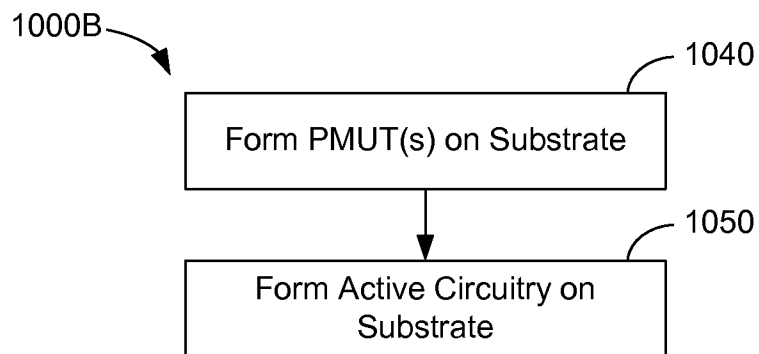 1000B
1040
Form PMUT(s) on Substrate
1050
Form Active Circuitry on
Substrate